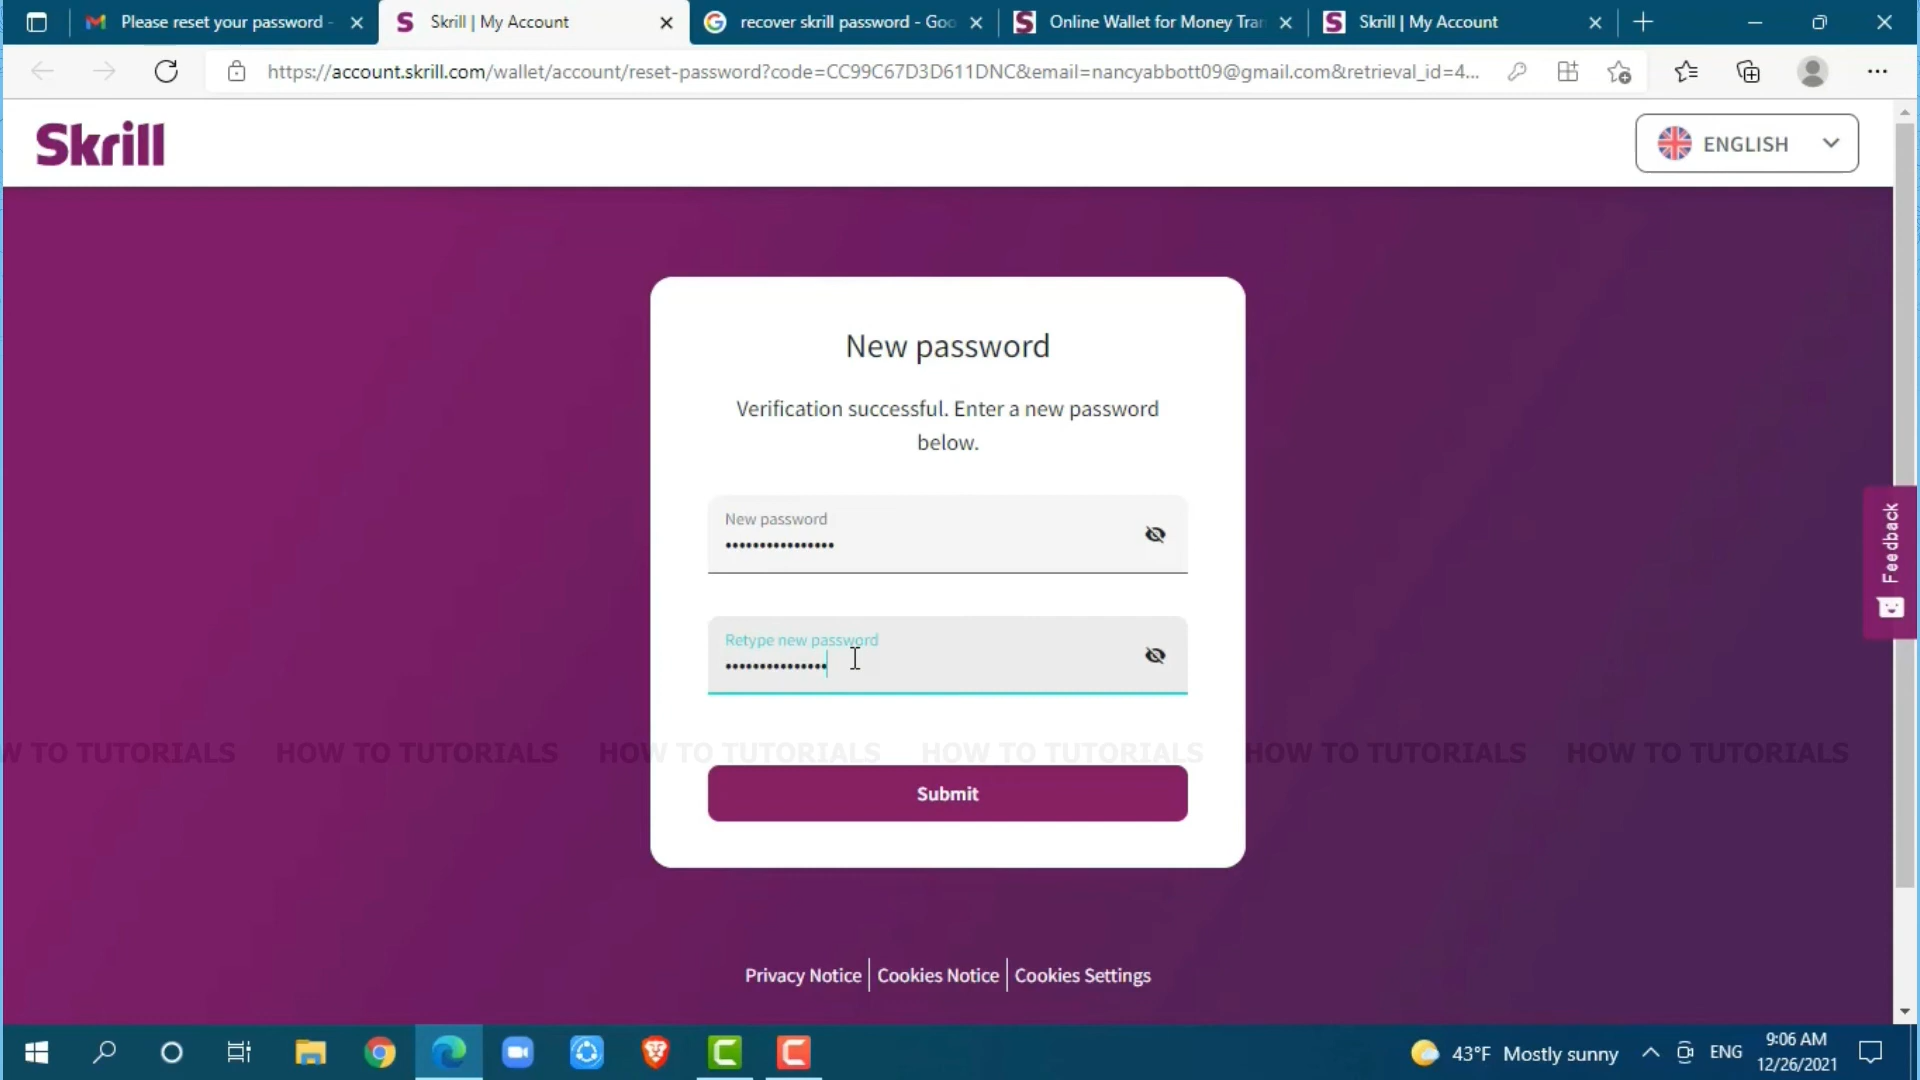 Please reset your password -
Skrill | My Account
recover skrill password - Goo
Online Wallet for Money Tran
Skrill | My Account
https://account.skrill.com/wallet/account/reset-password?code=CC99C67D3D611DNC&email=nancyabbott09@gmail.com&retrieval_id=4...
Skrill
ENGLISH
New password
Verification successful. Enter a new password
below.
New password
••••••••••••••••
Retype new password
•••••••••••••••
Feedback
W TO TUTORIALS HOW TO TUTORIALS HOW TO TUTORIALS HOW TO TUTORIALS HOW TO TUTORIALS HOW TO TUTORIALS
Submit
Privacy Notice | Cookies Notice | Cookies Settings
43°F Mostly sunny
ENG
9:06 AM
12/26/2021